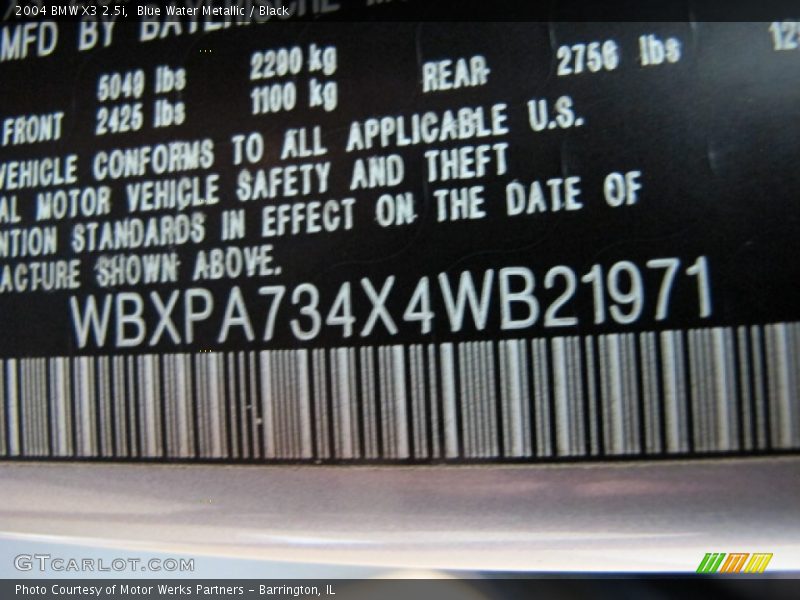 2004 BMW X3 2.5i, Blue Water Metallic / Black
MFD BY
5049 lbs 2290 kg
FRONT 2425 lbs 1100 kg REAR 2756 lbs
VEHICLE CONFORMS TO ALL APPLICABLE U.S.
AL MOTOR VEHICLE SAFETY AND THEFT
NTION STANDARDS IN EFFECT ON THE DATE OF
ACTURE SHOWN ABOVE.
WBXPA734X4WB21971
GTCARLOT.COM
Photo Courtesy of Motor Werks Partners - Barrington, IL